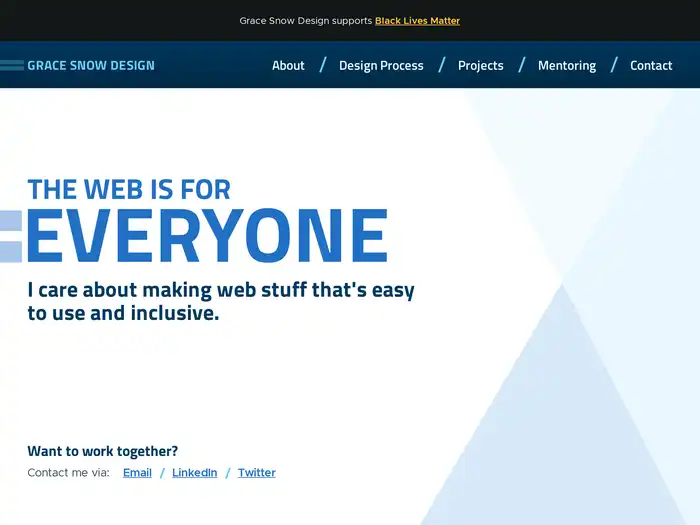 Grace Snow Design supports Black Lives Matter
GRACE SNOW DESIGN
About / Design Process / Projects / Mentoring / Contact
THE WEB IS FOR
EVERYONE
I care about making web stuff that's easy
to use and inclusive.
Want to work together?
Contact me via: Email / LinkedIn / Twitter